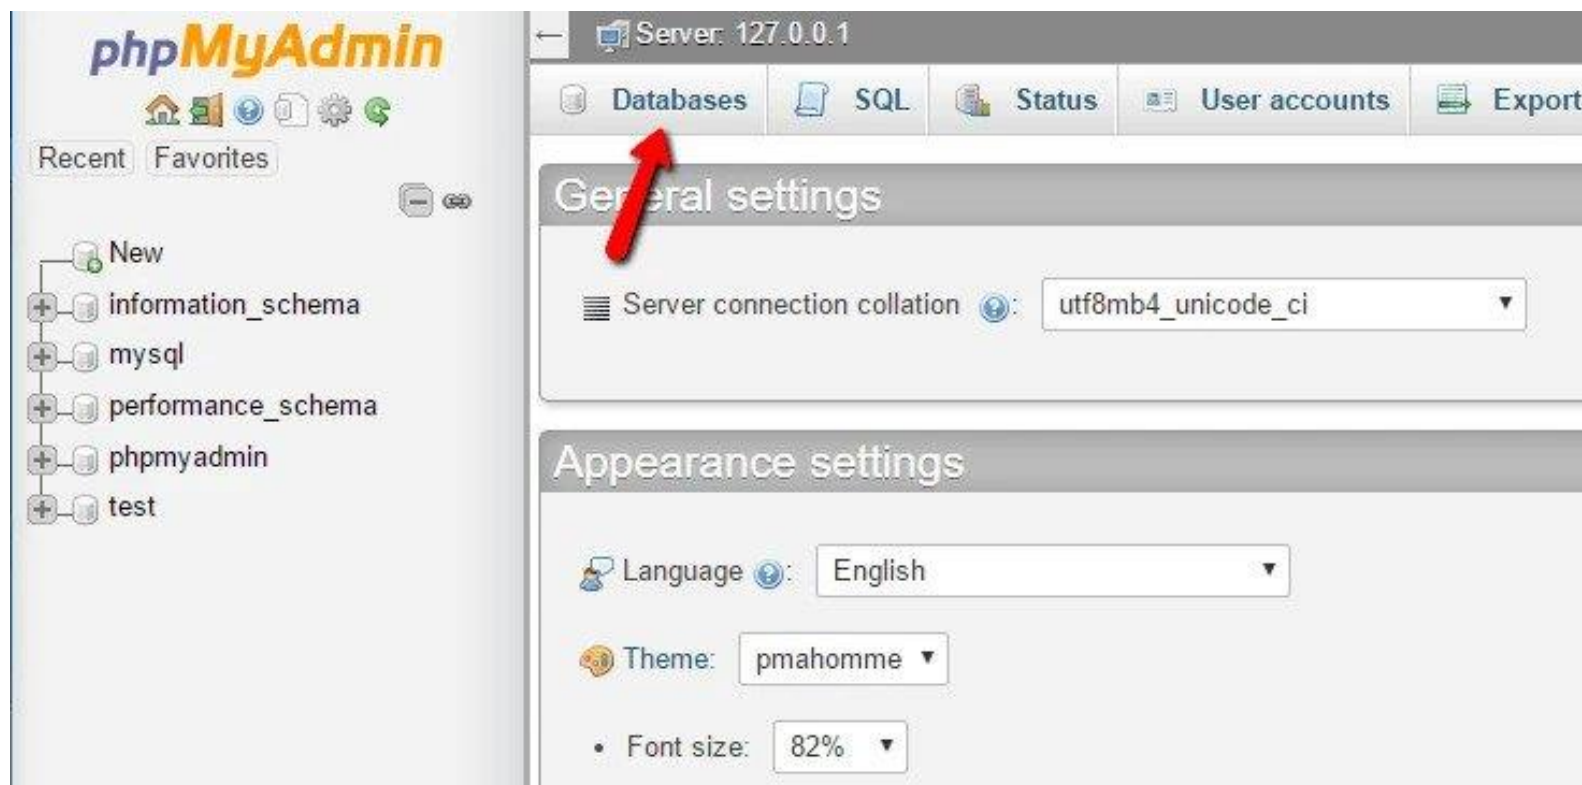 phpMyAdmin
Recent Favorites
New
information_schema
mysql
performance_schema
phpmyadmin
test
Server: 127.0.0.1
Databases SQL Status User accounts Export
General settings
Server connection collation : utf8mb4_unicode_ci
Appearance settings
Language : English
Theme: pmahomme
• Font size: 82%